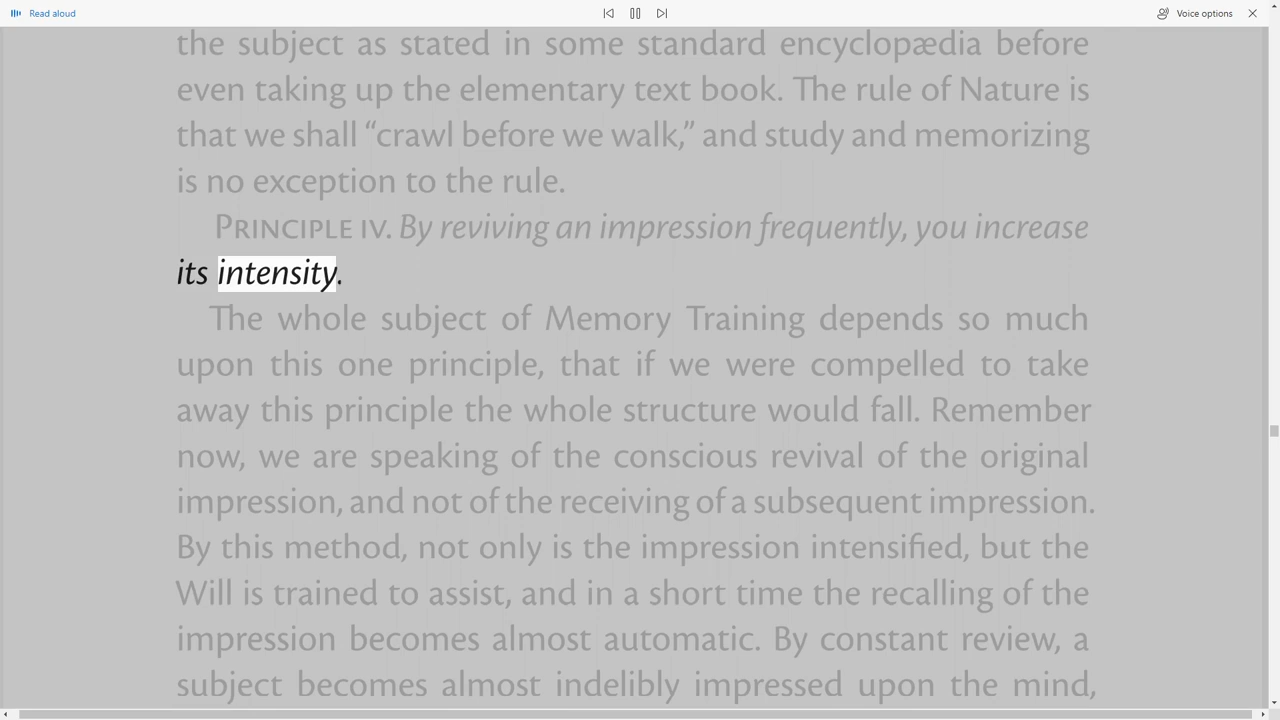 Read aloud
Voice options
the subject as stated in some standard encyclopædia before
even taking up the elementary text book. The rule of Nature is
that we shall “crawl before we walk,” and study and memorizing
is no exception to the rule.
Principle IV. By reviving an impression frequently, you increase
its intensity.
The whole subject of Memory Training depends so much
upon this one principle, that if we were compelled to take
away this principle the whole structure would fall. Remember
now, we are speaking of the conscious revival of the original
impression, and not of the receiving of a subsequent impression.
By this method, not only is the impression intensified, but the
Will is trained to assist, and in a short time the recalling of the
impression becomes almost automatic. By constant review, a
subject becomes almost indelibly impressed upon the mind,